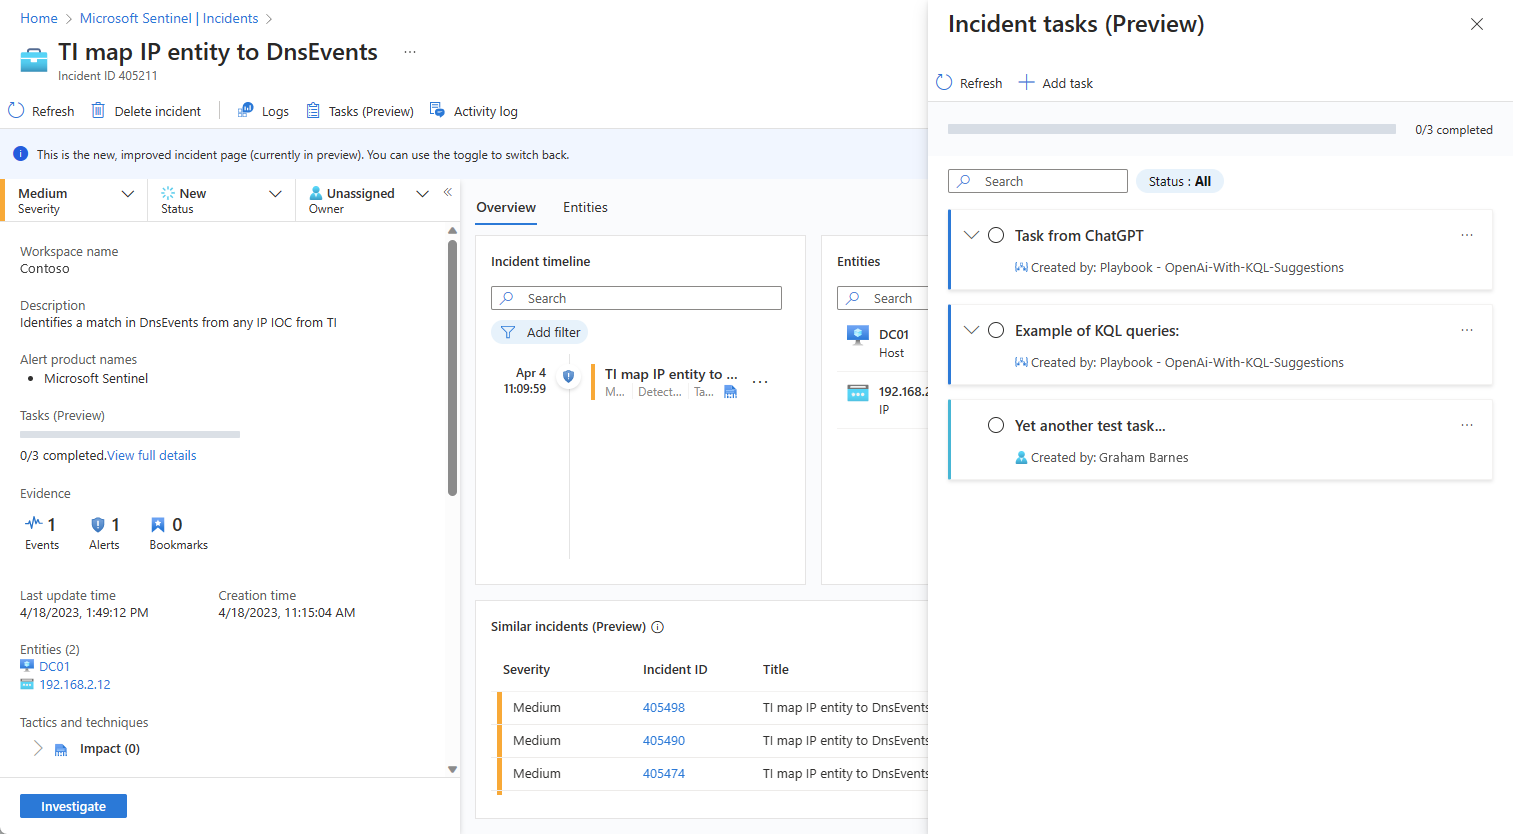 Home > Microsoft Sentinel | Incidents >
TI map IP entity to DnsEvents ...
Incident ID 405211
Refresh Delete incident Logs Tasks (Preview) Activity log
This is the new, improved incident page (currently in preview). You can use the toggle to switch back.
Medium
Severity
New
Status
Unassigned
Owner
Workspace name
Contoso
Description
Identifies a match in DnsEvents from any IP IOC from TI
Alert product names
• Microsoft Sentinel
Tasks (Preview)
0/3 completed.View full details
Evidence
1 1 0
Events Alerts Bookmarks
Last update time Creation time
4/18/2023, 1:49:12 PM 4/18/2023, 11:15:04 AM
Entities (2)
DC01
192.168.2.12
Tactics and techniques
Impact (0)
Investigate
Overview Entities
Incident timeline
Search
Add filter
Apr 4
11:09:59
TI map IP entity to ...
M... Detect... Ta...
Entities
Search
DC01
Host
192.168.2
IP
Similar incidents (Preview)
Severity Incident ID Title
Medium 405498 TI map IP entity to DnsEvents
Medium 405490 TI map IP entity to DnsEvents
Medium 405474 TI map IP entity to DnsEvents
Incident tasks (Preview)
Refresh Add task
0/3 completed
Search Status : All
Task from ChatGPT ...
Created by: Playbook - OpenAi-With-KQL-Suggestions
Example of KQL queries: ...
Created by: Playbook - OpenAi-With-KQL-Suggestions
Yet another test task... ...
Created by: Graham Barnes